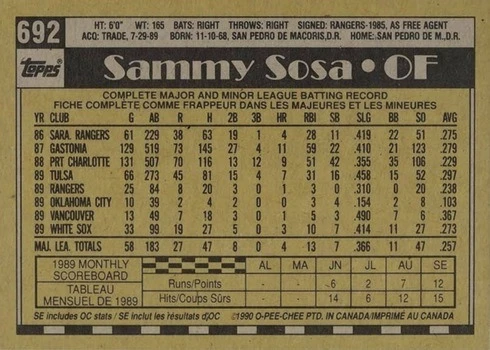 692
HT: 6'0" WT: 165 BATS: RIGHT THROWS: RIGHT SIGNED: RANGERS-1985, AS FREE AGENT
ACQ: TRADE, 7-29-89 BORN: 11-10-68, SAN PEDRO DE MACORIS, D.R. HOME: SAN PEDRO DE M., D.R.
TOPPS
Sammy Sosa • OF
COMPLETE MAJOR AND MINOR LEAGUE BATTING RECORD
FICHE COMPLÈTE COMME FRAPPEUR DANS LES MAJEURES ET LES MINEURES
YR CLUB G AB R H 2B 3B HR RBI SB SLG BB SO AVG
86 SARA. RANGERS 61 229 38 63 19 1 4 28 11 .419 22 51 .275
87 GASTONIA 129 519 73 145 27 4 11 59 22 .410 21 123 .279
88 PRT CHARLOTTE 131 507 70 116 13 12 9 51 42 .355 35 106 .229
89 TULSA 66 273 45 81 15 4 7 31 16 .458 15 52 .297
89 RANGERS 25 84 8 20 3 0 1 3 0 .310 0 20 .238
89 OKLAHOMA CITY 10 39 2 4 2 0 0 3 4 .154 2 8 .103
89 VANCOUVER 13 49 7 18 3 0 1 5 3 .490 7 6 .367
89 WHITE SOX 33 99 19 27 5 0 3 10 7 .414 11 27 .273
MAJ. LEA. TOTALS 58 183 27 47 8 0 4 13 7 .366 11 47 .257
1989 MONTHLY SCOREBOARD
TABLEAU MENSUEL DE 1989
AL MA JN JL AU SE
Runs/Points - - 6 2 7 12
Hits/Coups Sûrs - - 14 6 12 15
SE includes OC stats / SE inclut les résultats d'OC ©1990 O-PEE-CHEE PTD. IN CANADA/IMPRIMÉ AU CANADA